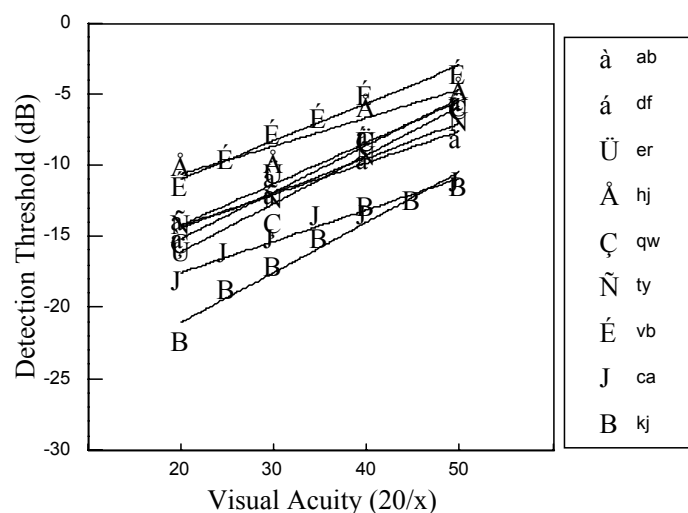 0
-5
-10
-15
-20
-25
-30
Detection Threshold (dB)
20 30 40 50
Visual Acuity (20/x)
à ab
á df
Ü er
Å hj
Ç qw
Ñ ty
É vb
J ca
B kj